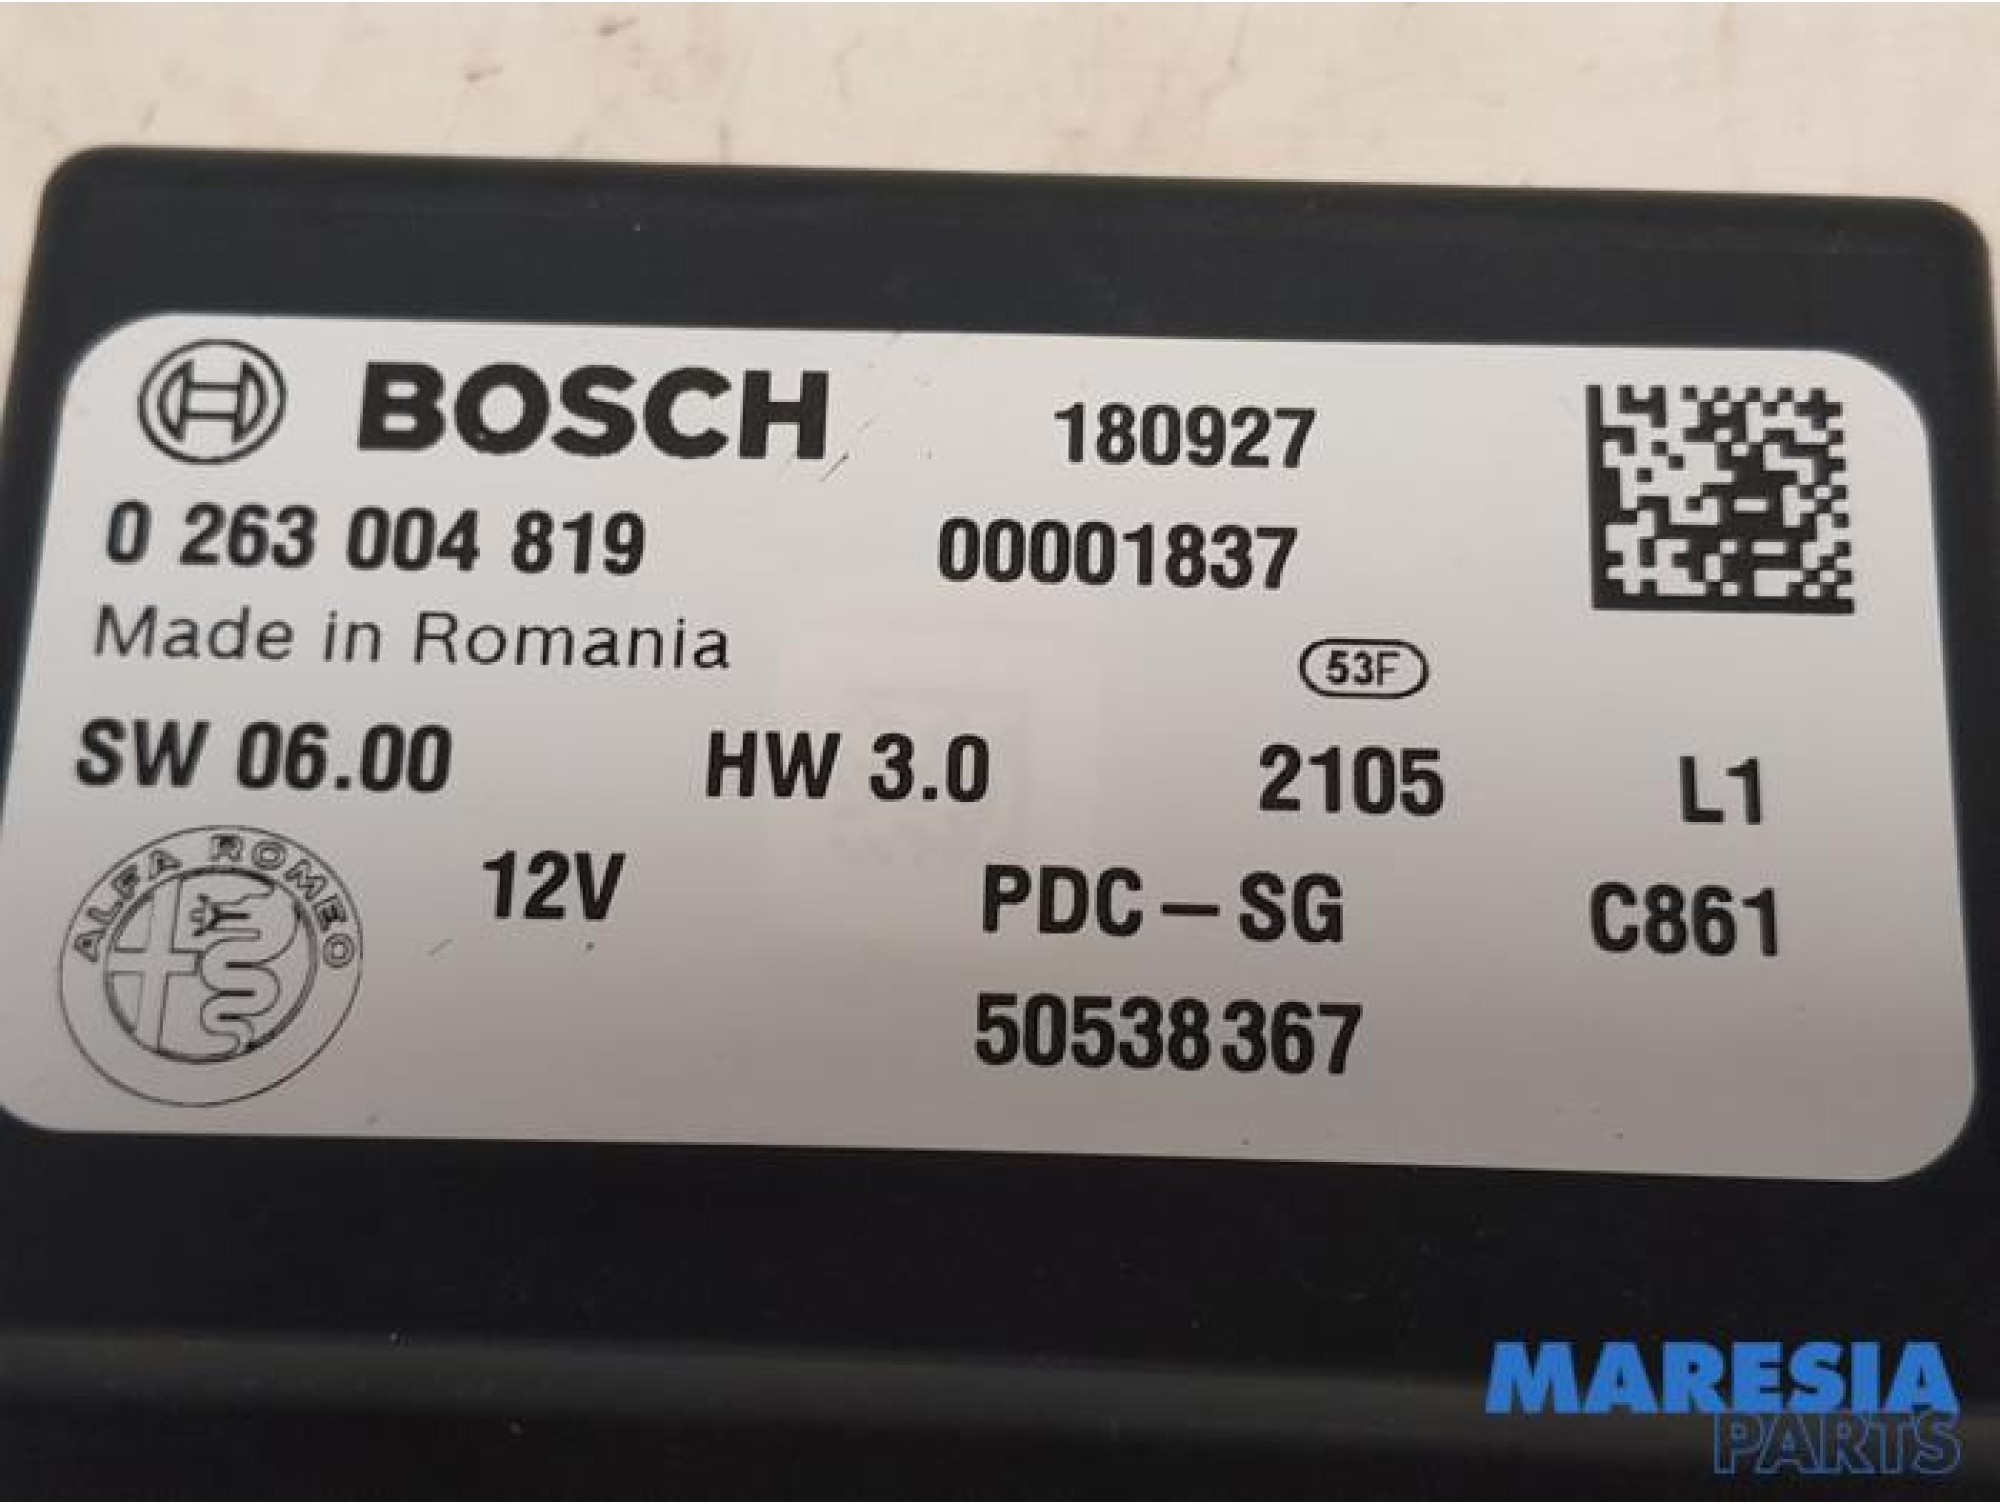 BOSCH 180927
0 263 004 819 00001837
Made in Romania
53F
SW 06.00 HW 3.0 2105 L1
ALFA ROMEO
12V PDC-SG C861
50538367
MARESIA
PARTS